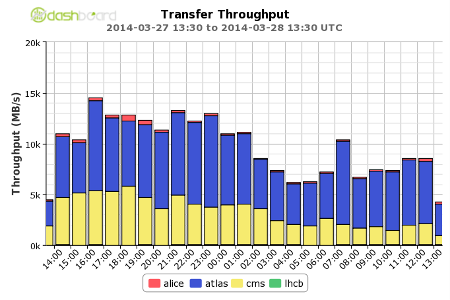 dashboard
Transfer Throughput
2014-03-27 13:30 to 2014-03-28 13:30 UTC
Throughput (MB/s)
20k
15k
10k
5k
0k
14:00 15:00 16:00 17:00 18:00 19:00 20:00 21:00 22:00 23:00 00:00 01:00 02:00 03:00 04:00 05:00 06:00 07:00 08:00 09:00 10:00 11:00 12:00 13:00
alice atlas cms lhcb